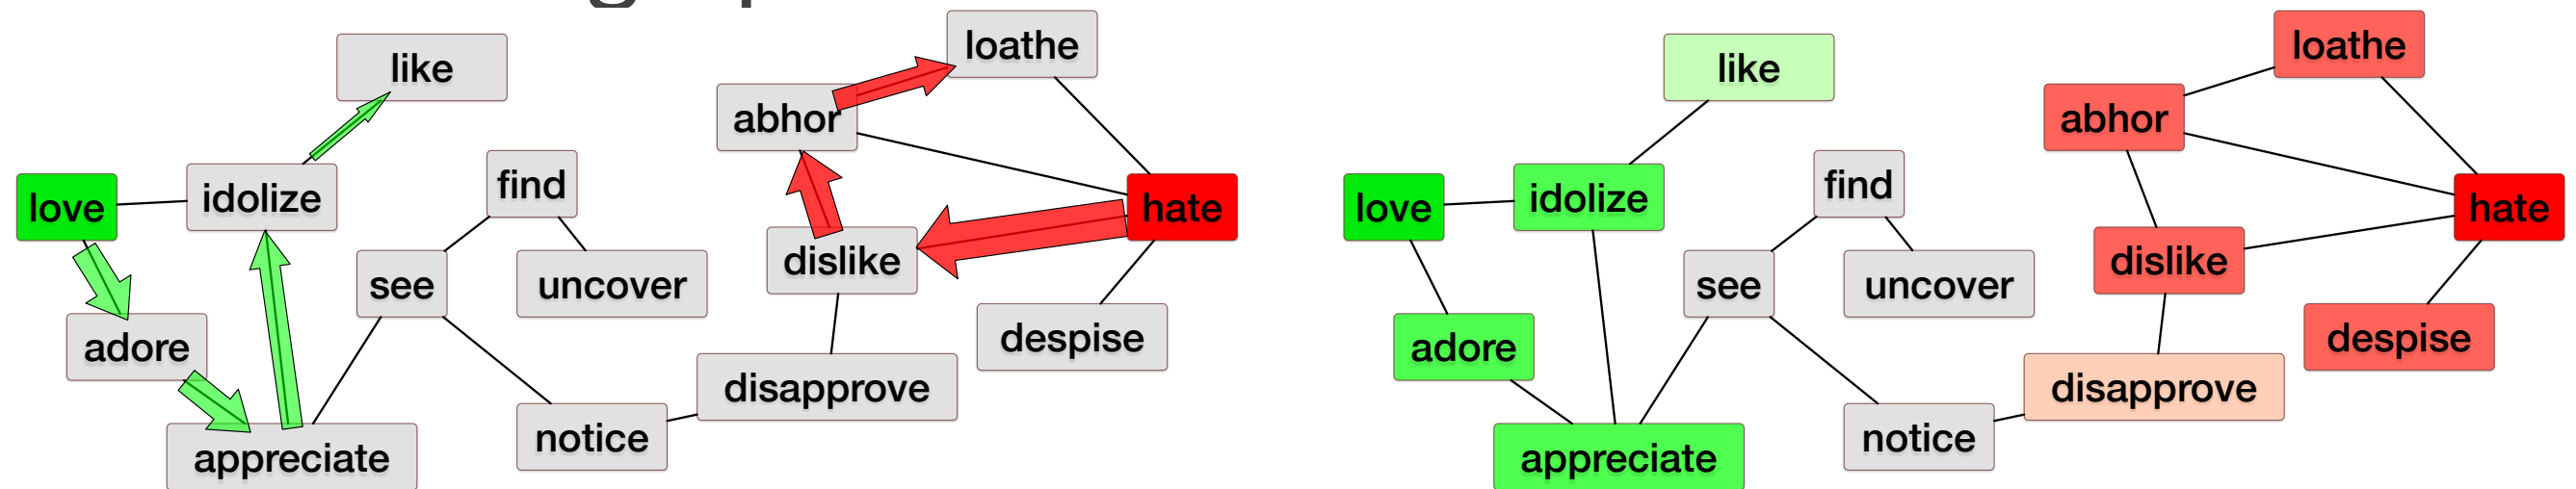 like
loathe
abhor
love
idolize
find
hate
see
uncover
dislike
adore
despise
disapprove
appreciate
notice
like
loathe
abhor
love
idolize
find
hate
see
uncover
dislike
adore
despise
disapprove
appreciate
notice